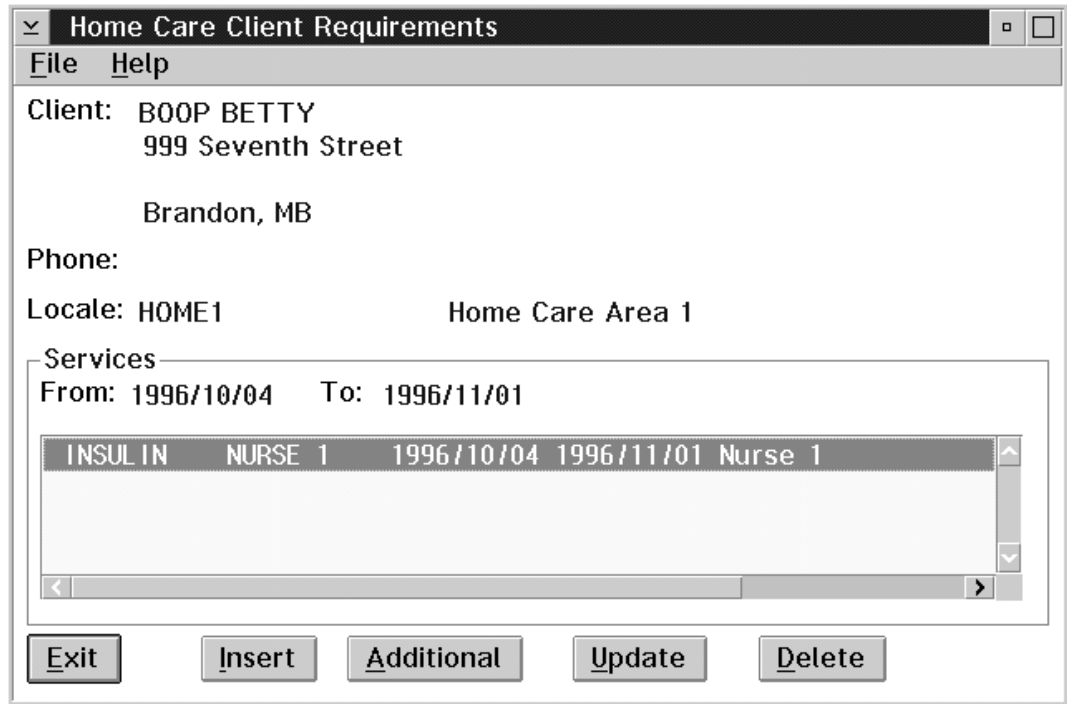 Home Care Client Requirements
File Help
Client: BOOP BETTY
999 Seventh Street
Brandon, MB
Phone:
Locale: HOME1 Home Care Area 1
Services
From: 1996/10/04 To: 1996/11/01
INSULIN NURSE 1 1996/10/04 1996/11/01 Nurse 1
Exit Insert Additional Update Delete